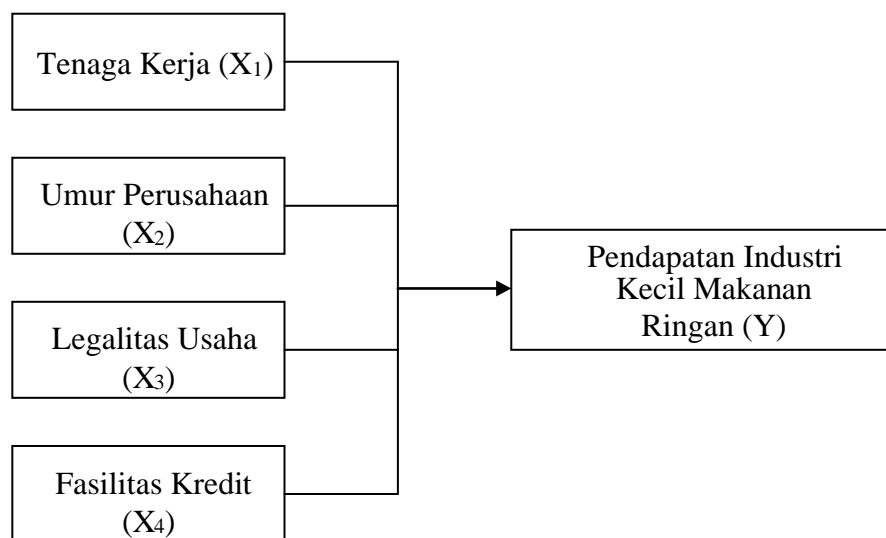 Tenaga Kerja (X₁)
Umur Perusahaan
(X₂)
Legalitas Usaha
(X₃)
Fasilitas Kredit
(X₄)
Pendapatan Industri
Kecil Makanan
Ringan (Y)